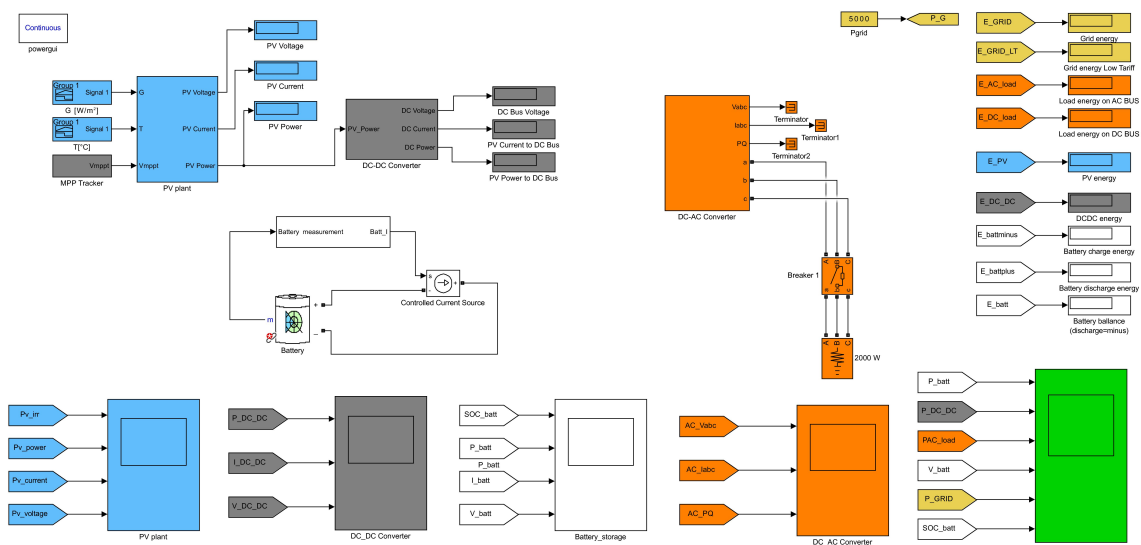 Continuous
powergui
Group 1
Signal 1
G [W/m²]
Group 1
Signal 1
T[°C]
Vmppt
MPP Tracker
G
T
Vmppt
PV Voltage
PV Current
PV Power
PV plant
PV Voltage
PV Current
PV Power
PV_Power
DC Voltage
DC Current
DC Power
DC-DC Converter
DC Bus Voltage
PV Current to DC Bus
PV Power to DC Bus
5000
Pgrid
P_G
Vabc
Iabc
PQ
a
b
c
DC-AC Converter
Terminator
Terminator1
Terminator2
A B C
a b c
Breaker 1
A B C
2000 W
E_GRID
Grid energy
E_GRID_LT
Grid energy Low Tariff
E_AC_load
Load energy on AC BUS
E_DC_load
Load energy on DC BUS
E_PV
PV energy
E_DC_DC
DCDC energy
E_battminus
Battery charge energy
E_battplus
Battery discharge energy
E_batt
Battery ballance
(discharge=minus)
Battery measurement
Batt_I
s
-
+
Controlled Current Source
m
+
_
Battery
Pv_irr
Pv_power
Pv_current
Pv_voltage
PV plant
P_DC_DC
I_DC_DC
V_DC_DC
DC_DC Converter
SOC_batt
P_batt
P_batt
I_batt
V_batt
Battery_storage
AC_Vabc
AC_Iabc
AC_PQ
DC_AC Converter
P_batt
P_DC_DC
PAC_load
V_batt
P_GRID
SOC_batt